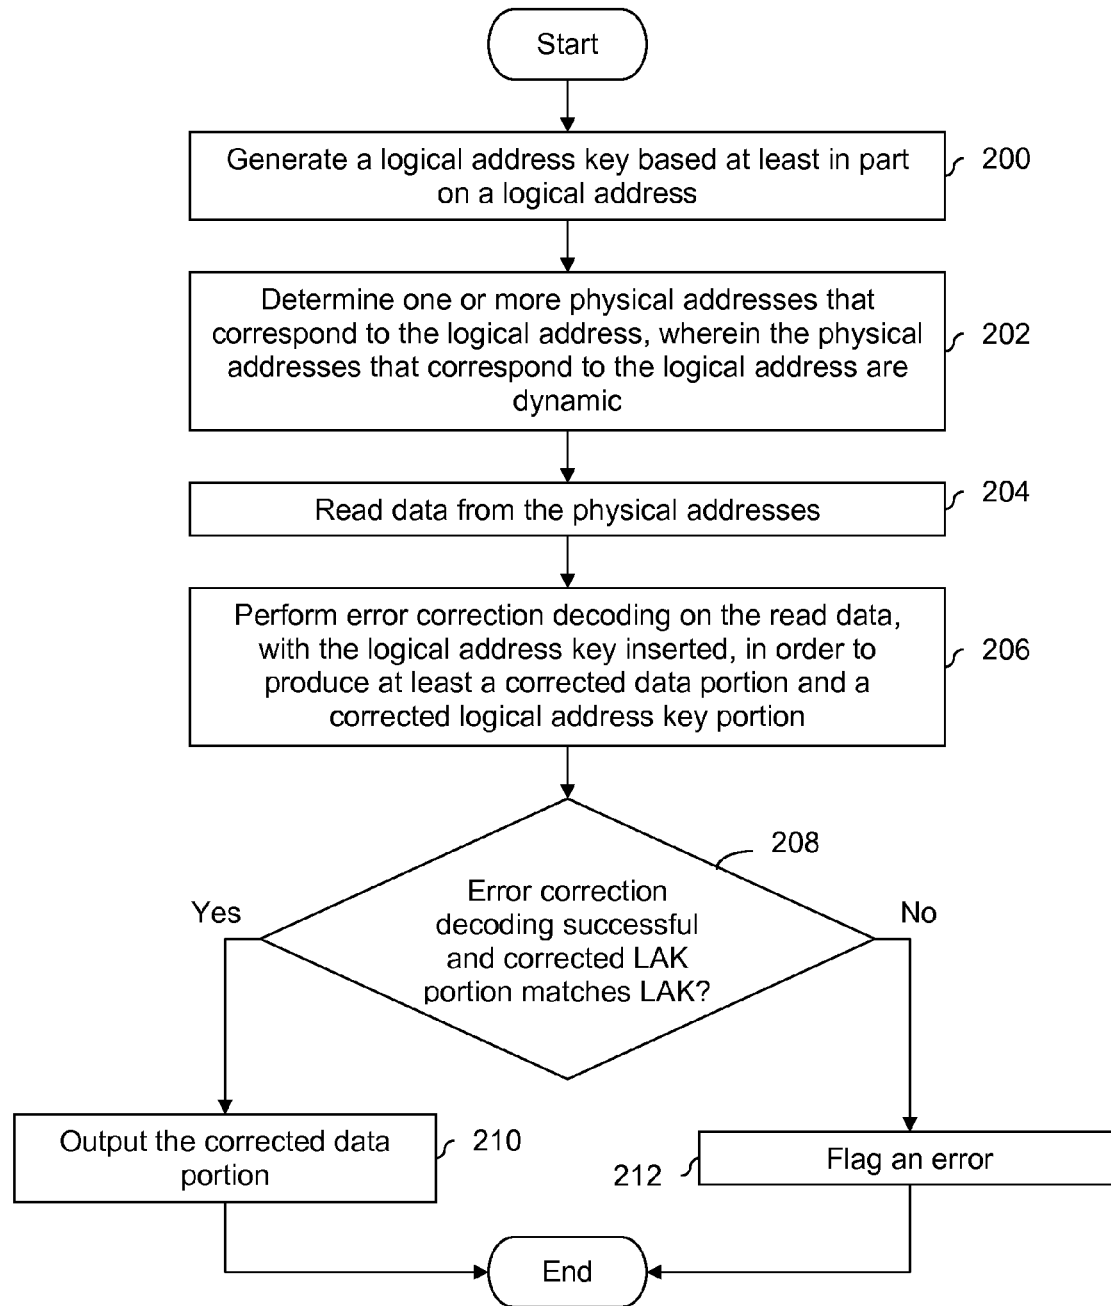 Start
Generate a logical address key based at least in part
on a logical address
200
Determine one or more physical addresses that
correspond to the logical address, wherein the physical
addresses that correspond to the logical address are
dynamic
202
Read data from the physical addresses
204
Perform error correction decoding on the read data,
with the logical address key inserted, in order to
produce at least a corrected data portion and a
corrected logical address key portion
206
208
Error correction
decoding successful
and corrected LAK
portion matches LAK?
Yes
No
Output the corrected data
portion
210
212
Flag an error
End